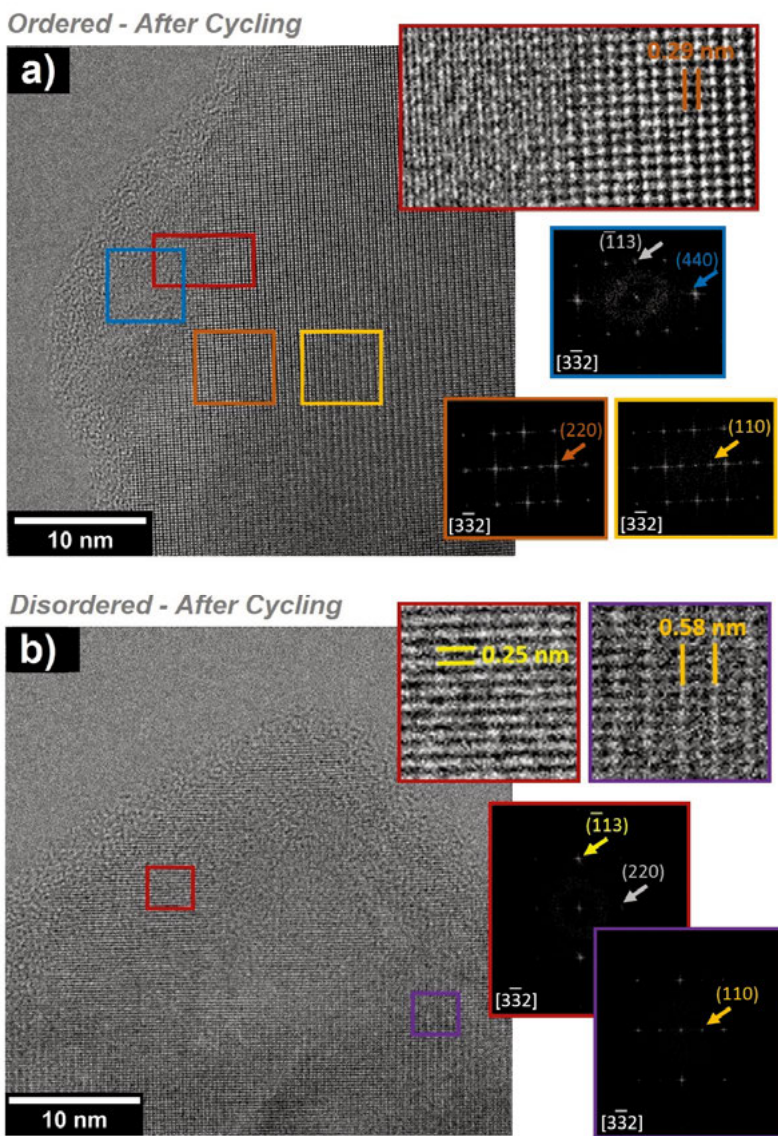 Ordered - After Cycling
a)
0.29 nm
(1̅13)
(440)
[33̅2]
(220)
[33̅2]
(110)
[33̅2]
10 nm
Disordered - After Cycling
b)
0.25 nm
0.58 nm
(1̅13)
(220)
[33̅2]
(110)
[33̅2]
10 nm